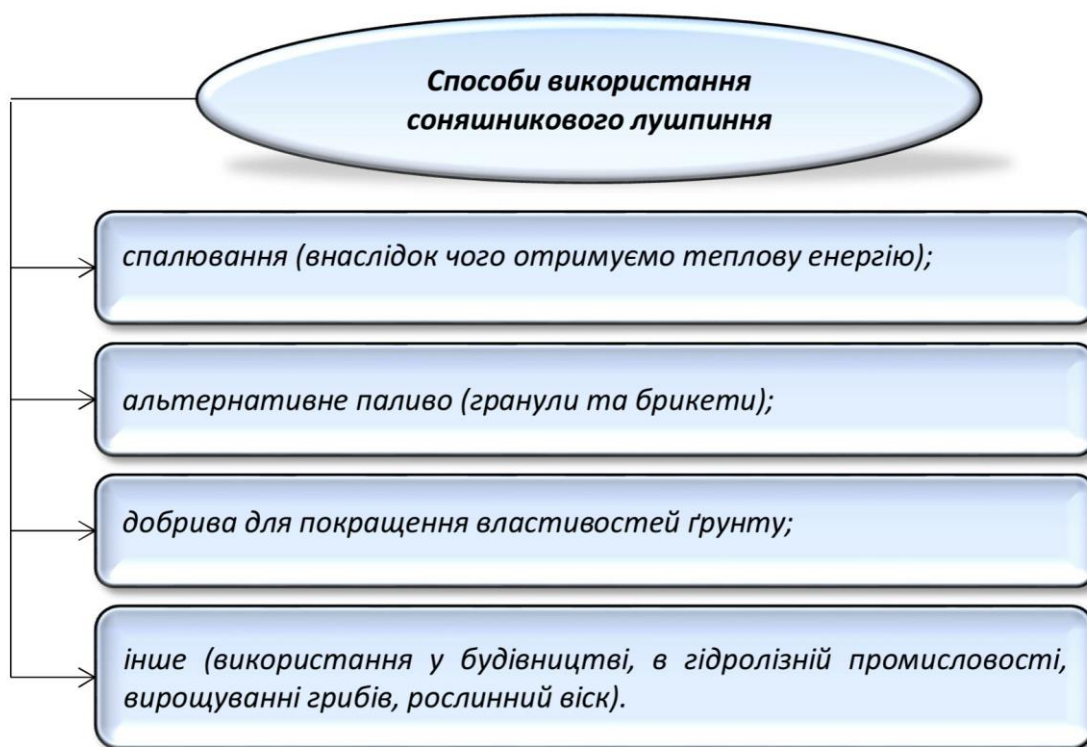 Способи використання
соняшникового лушпиння
спалювання (внаслідок чого отримуємо теплову енергію);
альтернативне паливо (гранули та брикети);
добрива для покращення властивостей ґрунту;
інше (використання у будівництві, в гідролізній промисловості,
вирощуванні грибів, рослинний віск).